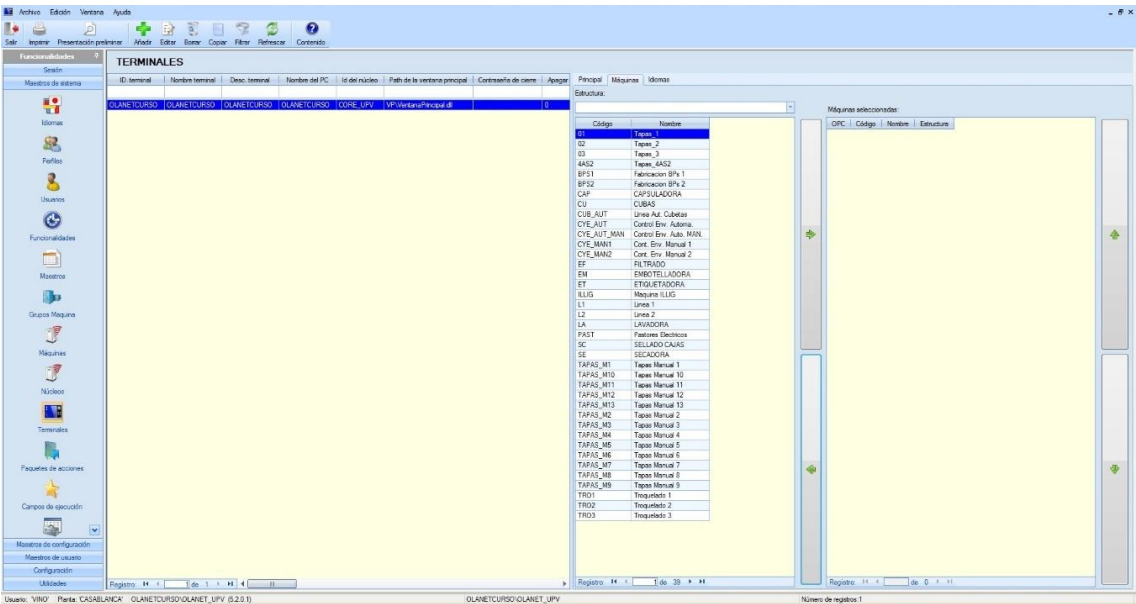 Archivo Edición Ventana Ayuda
Salir Imprimir Presentación preliminar Añadir Editar Borrar Copiar Filtrar Refrescar Contenido
Funcionalidades
Sesión
Maestros de sistema
Idiomas
Perfiles
Usuarios
Funcionalidades
Maestros
Grupos Maquina
Máquinas
Núcleos
Terminales
Paquetes de acciones
Campos de ejecución
Maestros de configuración
Maestros de usuario
Configuración
Utilidades
TERMINALES
ID. terminal Nombre terminal Desc. terminal Nombre del PC Id del núcleo Path de la ventana principal Contraseña de cierre Apagar
OLANETCURSO OLANETCURSO OLANETCURSO OLANETCURSO CORE_UPV VP\VentanaPrincipal.dll 0
Registro: 1 de 1
Principal Máquinas Idiomas
Estructura:
Código Nombre
01 Tapas_1
02 Tapas_2
03 Tapas_3
4AS2 Tapas_4AS2
BPS1 Fabricacion BPs 1
BPS2 Fabricacion BPs 2
CAP CAPSULADORA
CU CUBAS
CUB_AUT Linea Aut. Cubetas
CYE_AUT Control Env. Automa.
CYE_AUT_MAN Control Env. Auto. MAN.
CYE_MAN1 Cont. Env. Manual 1
CYE_MAN2 Cont. Env. Manual 2
EF FILTRADO
EM EMBOTELLADORA
ET ETIQUETADORA
ILLIG Maquina ILLIG
L1 Linea 1
L2 Linea 2
LA LAVADORA
PAST Pastores Electricos
SC SELLADO CAJAS
SE SECADORA
TAPAS_M1 Tapas Manual 1
TAPAS_M10 Tapas Manual 10
TAPAS_M11 Tapas Manual 11
TAPAS_M12 Tapas Manual 12
TAPAS_M13 Tapas Manual 13
TAPAS_M2 Tapas Manual 2
TAPAS_M3 Tapas Manual 3
TAPAS_M4 Tapas Manual 4
TAPAS_M5 Tapas Manual 5
TAPAS_M6 Tapas Manual 6
TAPAS_M7 Tapas Manual 7
TAPAS_M8 Tapas Manual 8
TAPAS_M9 Tapas Manual 9
TRO1 Troquelado 1
TRO2 Troquelado 2
TRO3 Troquelado 3
Registro: 1 de 39
Máquinas seleccionadas:
OPC Código Nombre Estructura
Registro: de 0
Usuario: 'VINO' Planta: 'CASABLANCA' OLANETCURSO\OLANET_UPV (5.2.0.1) OLANETCURSO\OLANET_UPV Número de registros:1